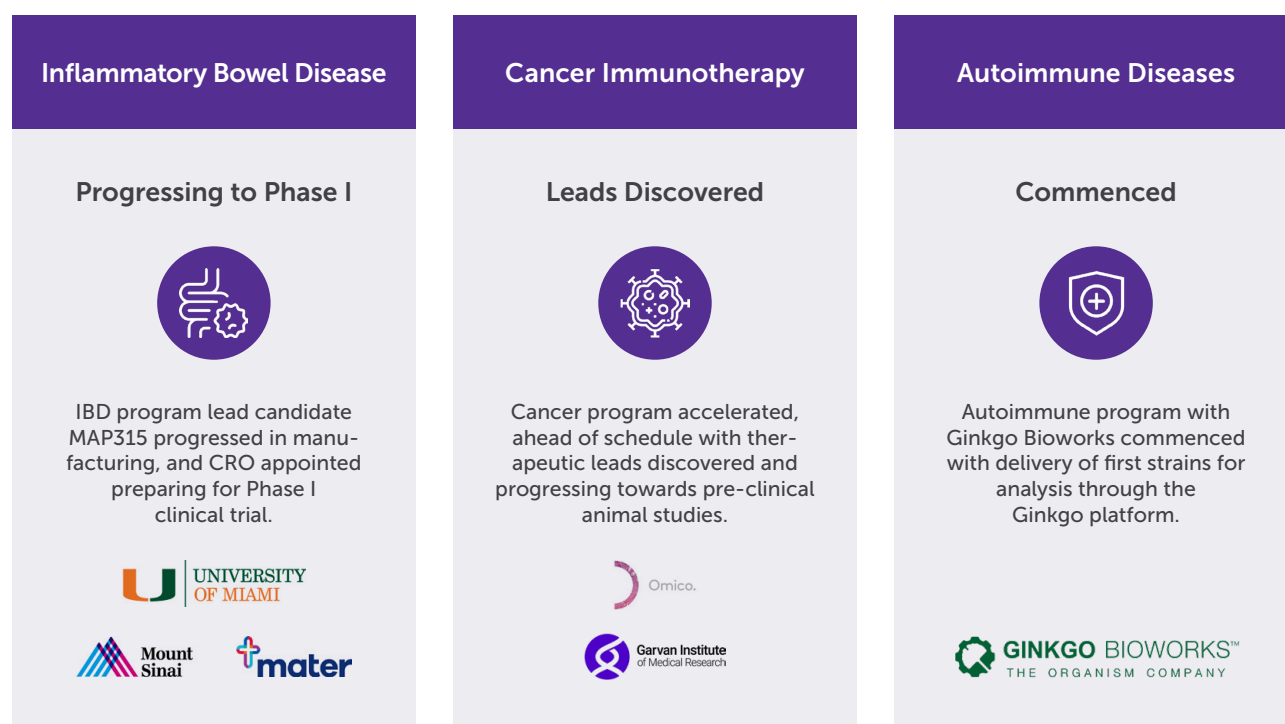 Inflammatory Bowel Disease
Progressing to Phase I
IBD program lead candidate
MAP315 progressed in manu-
facturing, and CRO appointed
preparing for Phase I
clinical trial.
UNIVERSITY
OF MIAMI
Mount
Sinai
mater
Cancer Immunotherapy
Leads Discovered
Cancer program accelerated,
ahead of schedule with ther-
apeutic leads discovered and
progressing towards pre-clinical
animal studies.
Omico.
Garvan Institute
of Medical Research
Autoimmune Diseases
Commenced
Autoimmune program with
Ginkgo Bioworks commenced
with delivery of first strains for
analysis through the
Ginkgo platform.
GINKGO BIOWORKS™
THE ORGANISM COMPANY